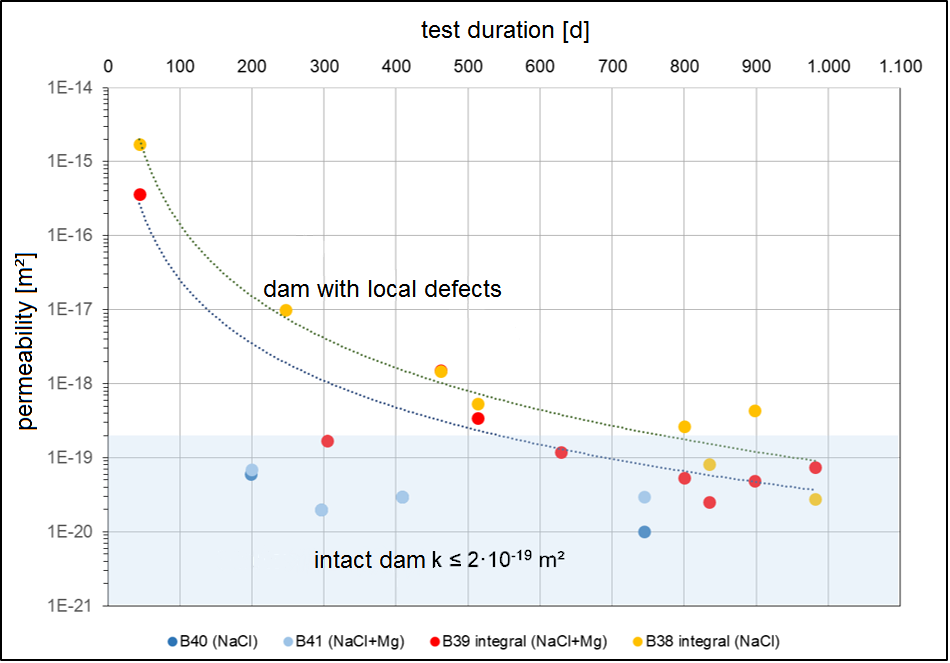 test duration [d]
0 100 200 300 400 500 600 700 800 900 1.000 1.100
1E-14
1E-15
1E-16
1E-17
1E-18
1E-19
1E-20
1E-21
permeability [m²]
dam with local defects
intact dam k ≤ 2·10⁻¹⁹ m²
B40 (NaCl) B41 (NaCl+Mg) B39 integral (NaCl+Mg) B38 integral (NaCl)